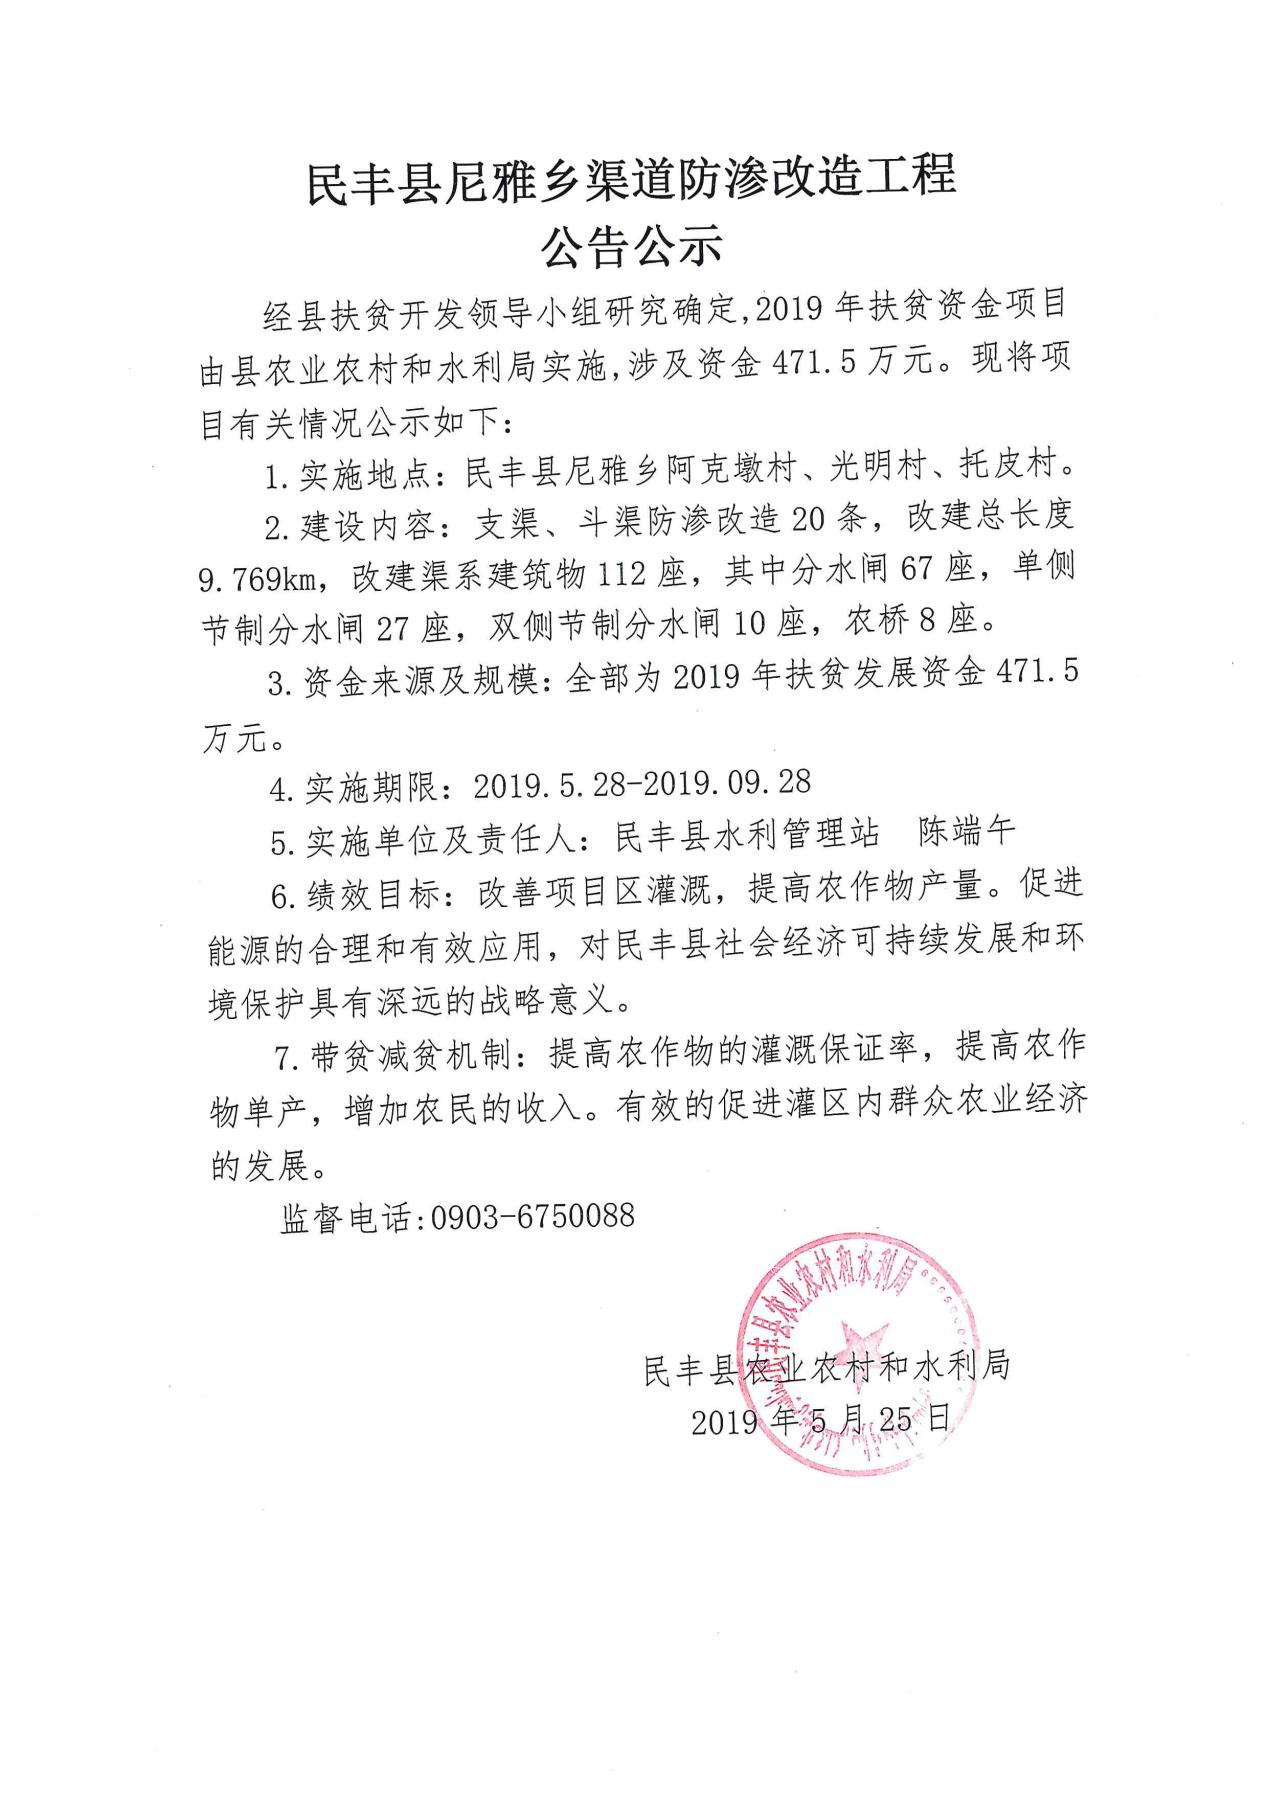 民丰县尼雅乡渠道防渗改造工程
公告公示
经县扶贫开发领导小组研究确定,2019年扶贫资金项目
由县农业农村和水利局实施,涉及资金471.5万元。现将项
目有关情况公示如下：
1.实施地点：民丰县尼雅乡阿克墩村、光明村、托皮村。
2.建设内容：支渠、斗渠防渗改造20条，改建总长度
9.769km，改建渠系建筑物112座，其中分水闸67座，单侧
节制分水闸27座，双侧节制分水闸10座，农桥8座。
3.资金来源及规模：全部为2019年扶贫发展资金471.5
万元。
4.实施期限：2019.5.28-2019.09.28
5.实施单位及责任人：民丰县水利管理站 陈端午
6.绩效目标：改善项目区灌溉，提高农作物产量。促进
能源的合理和有效应用，对民丰县社会经济可持续发展和环
境保护具有深远的战略意义。
7.带贫减贫机制：提高农作物的灌溉保证率，提高农作
物单产，增加农民的收入。有效的促进灌区内群众农业经济
的发展。
监督电话:0903-6750088
民丰县农业农村和水利局
民丰县农业农村和水利局
2019年5月25日